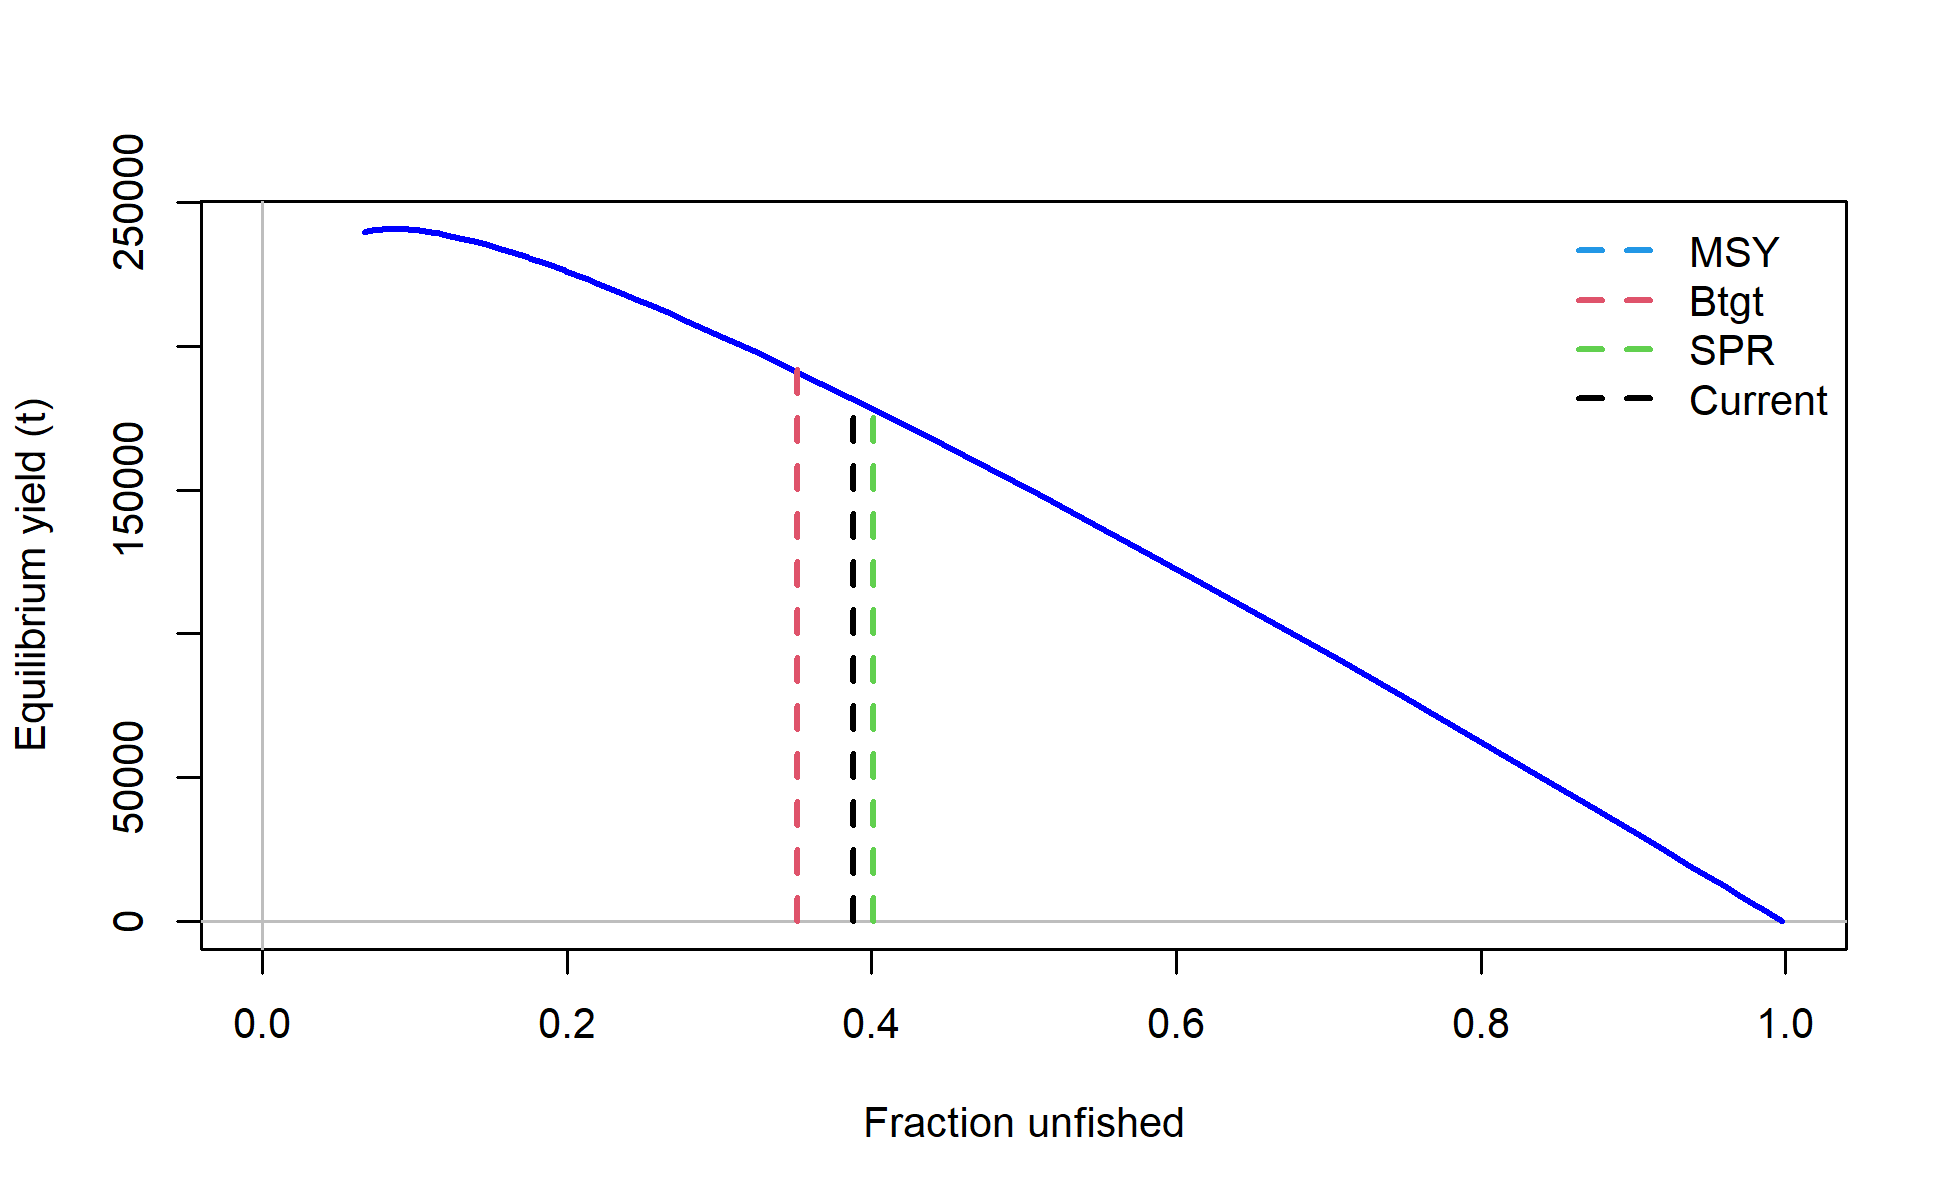 250000
150000
50000
0
Equilibrium yield (t)
MSY
Btgt
SPR
Current
0.0 0.2 0.4 0.6 0.8 1.0
Fraction unfished